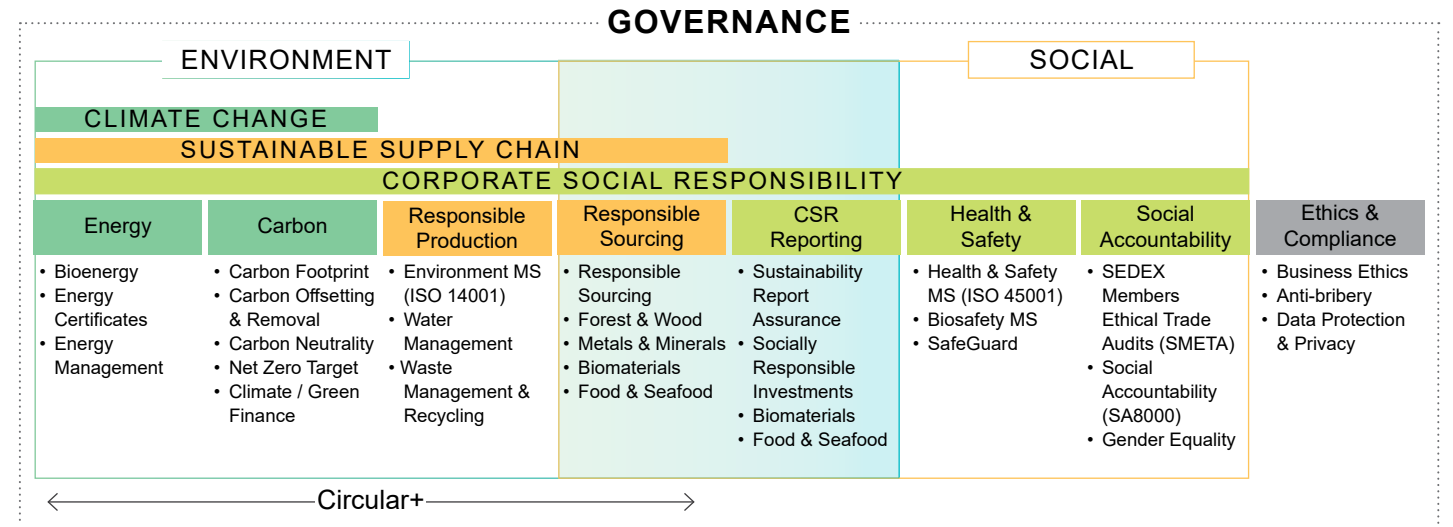 GOVERNANCE
ENVIRONMENT
SOCIAL
CLIMATE CHANGE
SUSTAINABLE SUPPLY CHAIN
CORPORATE SOCIAL RESPONSIBILITY
Energy
• Bioenergy
• Energy
Certificates
• Energy
Management
Carbon
• Carbon Footprint
• Carbon Offsetting
& Removal
• Carbon Neutrality
• Net Zero Target
• Climate / Green
Finance
Responsible
Production
• Environment MS
(ISO 14001)
• Water
Management
• Waste
Management &
Recycling
Responsible
Sourcing
• Responsible
Sourcing
• Forest & Wood
• Metals & Minerals
• Biomaterials
• Food & Seafood
CSR
Reporting
• Sustainability
Report
Assurance
• Socially
Responsible
Investments
• Biomaterials
• Food & Seafood
Health &
Safety
• Health & Safety
MS (ISO 45001)
• Biosafety MS
• SafeGuard
Social
Accountability
• SEDEX
Members
Ethical Trade
Audits (SMETA)
• Social
Accountability
(SA8000)
• Gender Equality
Ethics &
Compliance
• Business Ethics
• Anti-bribery
• Data Protection
& Privacy
Circular+